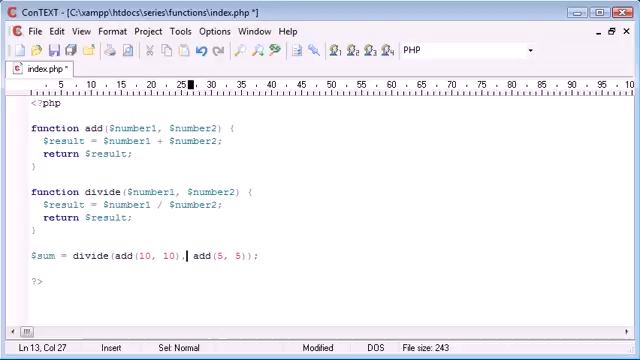 ConTEXT - [C:\xampp\htdocs\series\functions\index.php *]
File Edit View Format Project Tools Options Window Help
PHP
index.php *
5 10 15 20 25 30 35 40 45 50 55 60 65 70 75 80 85 90 95 100
<?php
function add($number1, $number2) {
$result = $number1 + $number2;
return $result;
}
function divide($number1, $number2) {
$result = $number1 / $number2;
return $result;
}
$sum = divide(add(10, 10), add(5, 5));
?>
Ln 13, Col 27 Insert Sel: Normal Modified DOS File size: 243